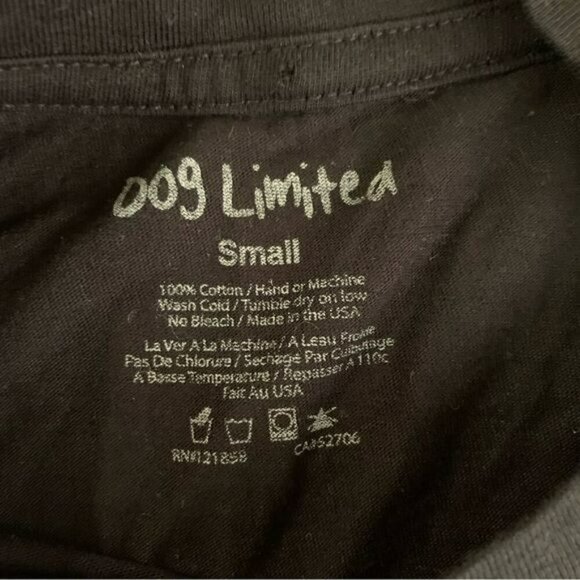 009 Limited
Small
100% Cotton / Hand or Machine
Wash Cold / Tumble dry on low
No Bleach / Made in the USA
La Ver A La Machine / A Leau Froide
Pas De Chlorure / Sechage Par Culbutage
A Basse Temperature / Repasser A 110c
Fait Au USA
RN#121858
CA#52706